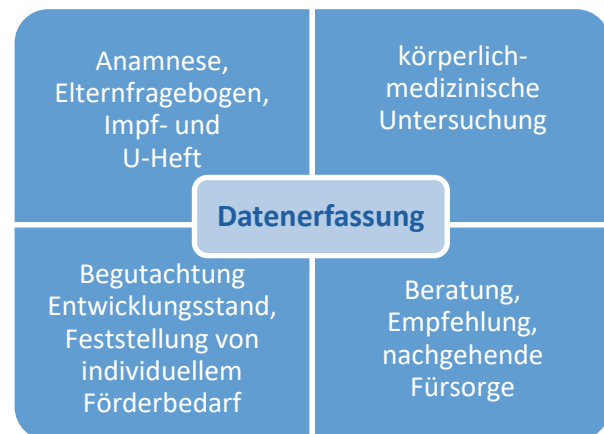 Anamnese,
Elternfragebogen,
Impf- und
U-Heft
körperlich-
medizinische
Untersuchung
Datenerfassung
Begutachtung
Entwicklungsstand,
Feststellung von
individuellem
Förderbedarf
Beratung,
Empfehlung,
nachgehende
Fürsorge